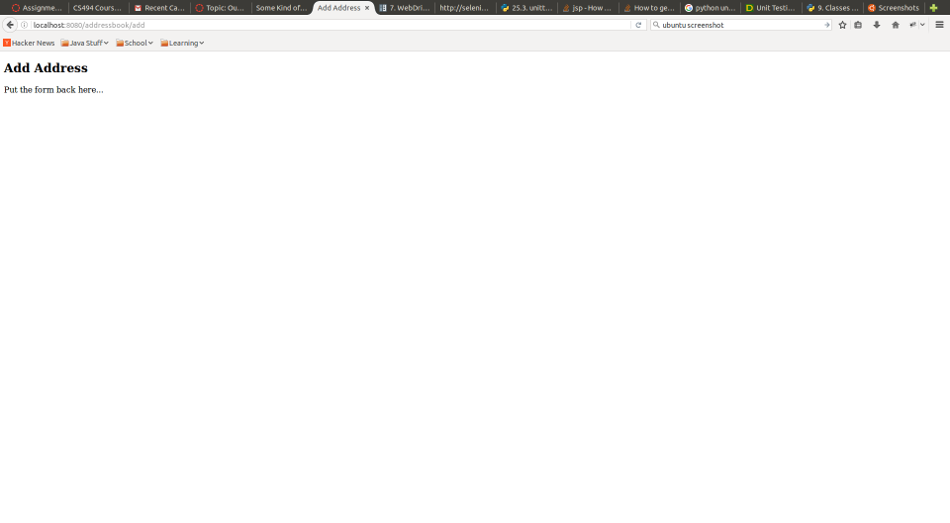 Assignme... CS494 Cours... Recent Ca... Topic: Ou... Some Kind of... Add Address × 7. WebDri... http://seleni... 25.3. unitt... jsp - How ... How to ge... python un... Unit Testi... 9. Classes ... Screenshots
localhost:8080/addressbook/add ubuntu screenshot
Hacker News Java Stuff School Learning
Add Address
Put the form back here...